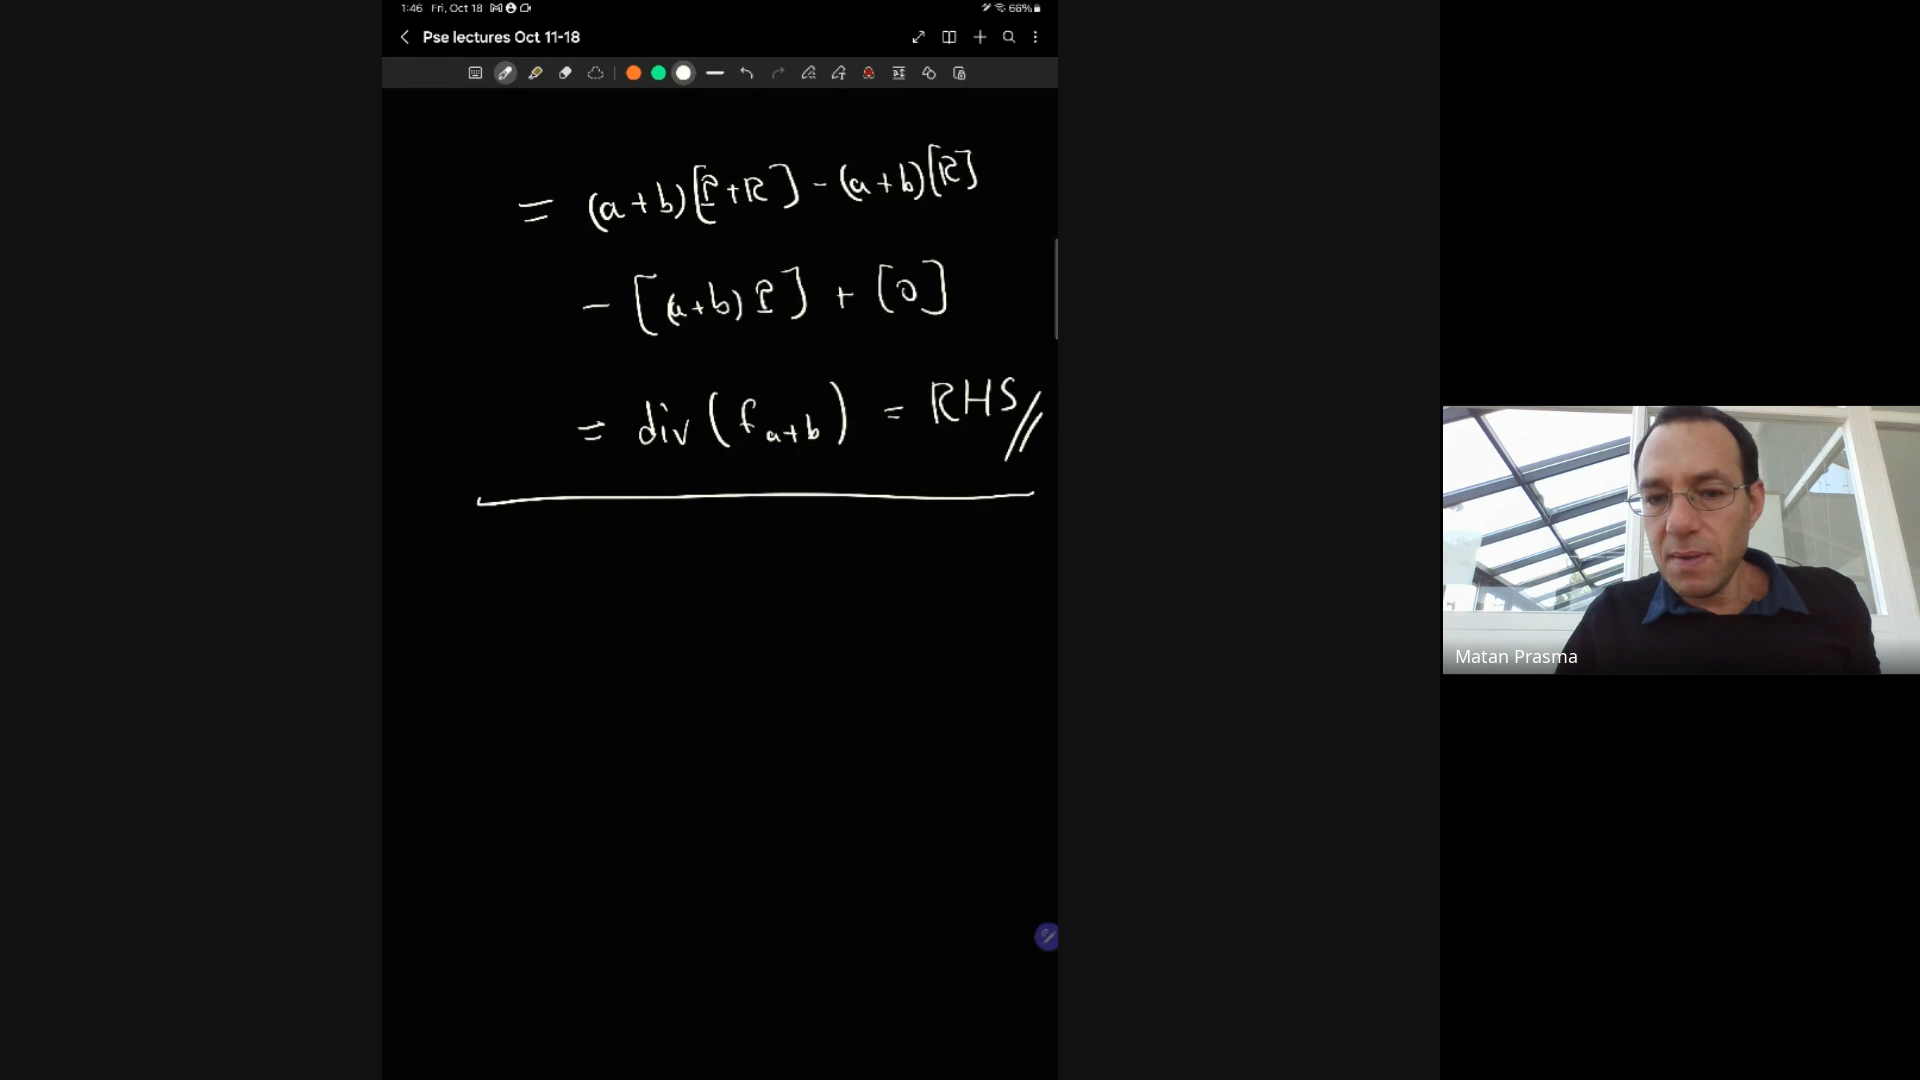 1:46 Fri, Oct 18
66%
Pse lectures Oct 11-18
= (a+b)[P+R] - (a+b)[R]
- [(a+b)P] + [0]
= div(f_{a+b}) = RHS //
Matan Prasma